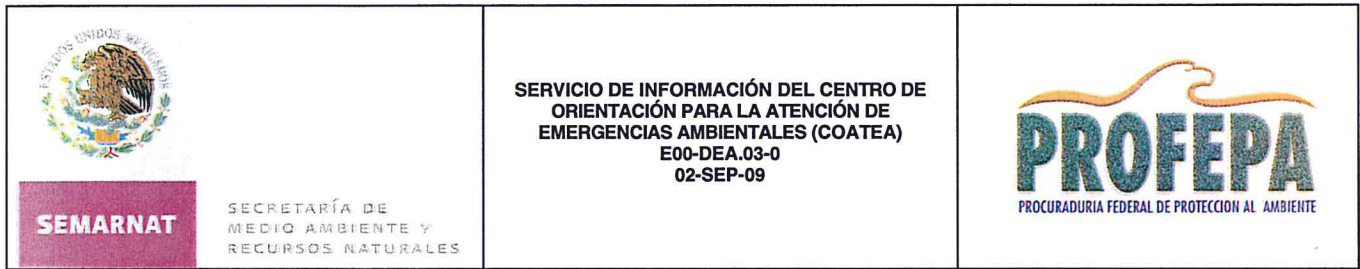 ESTADOS UNIDOS MEXICANOS
SEMARNAT
SECRETARÍA DE
MEDIO AMBIENTE Y
RECURSOS NATURALES
SERVICIO DE INFORMACIÓN DEL CENTRO DE
ORIENTACIÓN PARA LA ATENCIÓN DE
EMERGENCIAS AMBIENTALES (COATEA)
E00-DEA.03-0
02-SEP-09
PROFEPA
PROCURADURIA FEDERAL DE PROTECCION AL AMBIENTE